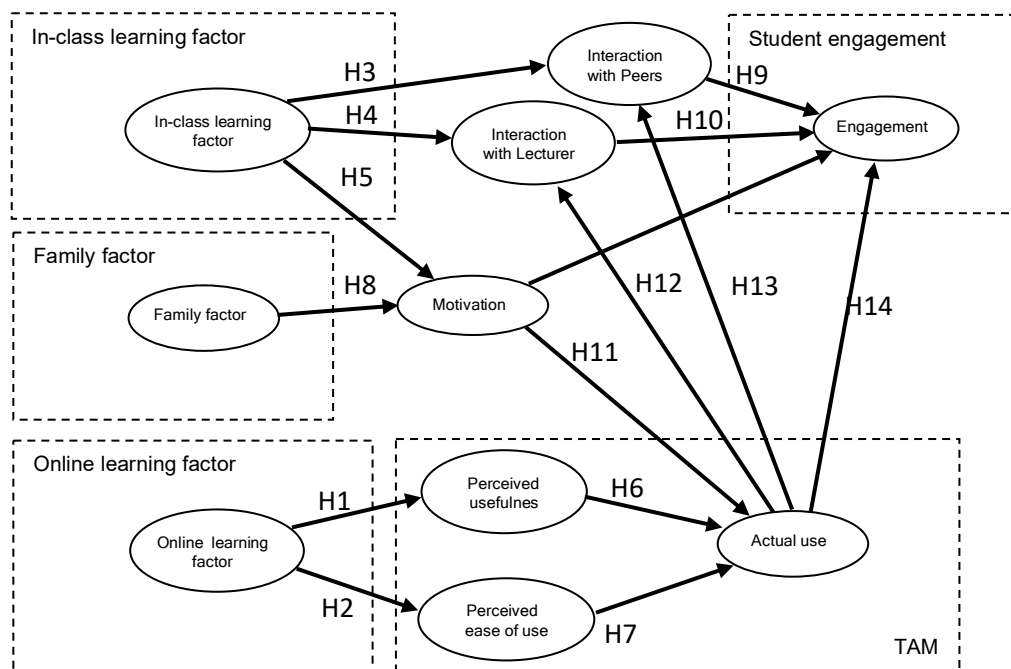 In-class learning factor
Student engagement
Interaction
with Peers
H3
H9
In-class learning
factor
H4
Interaction
with Lecturer
H10
Engagement
H5
Family factor
H8
Family factor
Motivation
H12
H13
H14
H11
Online learning factor
Perceived
usefulnes
H6
H1
Online learning
factor
Actual use
H2
Perceived
ease of use
H7
TAM